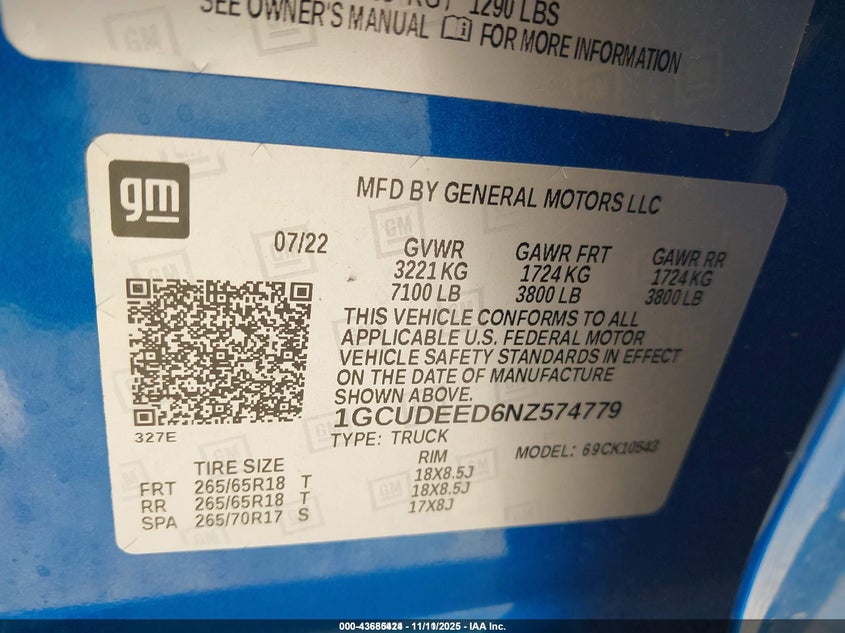 1290 LBS
SEE OWNER'S MANUAL FOR MORE INFORMATION
GM
gm
MFD BY GENERAL MOTORS LLC
07/22
GVWR GAWR FRT GAWR RR
3221 KG 1724 KG 1724 KG
7100 LB 3800 LB 3800 LB
THIS VEHICLE CONFORMS TO ALL
APPLICABLE U.S. FEDERAL MOTOR
VEHICLE SAFETY STANDARDS IN EFFECT
ON THE DATE OF MANUFACTURE
SHOWN ABOVE.
1GCUDEED6NZ574779
327E
TYPE: TRUCK
MODEL: 69CK10543
TIRE SIZE RIM
FRT 265/65R18 T 18X8.5J
RR 265/65R18 T 18X8.5J
SPA 265/70R17 S 17X8J
IAA Inc.